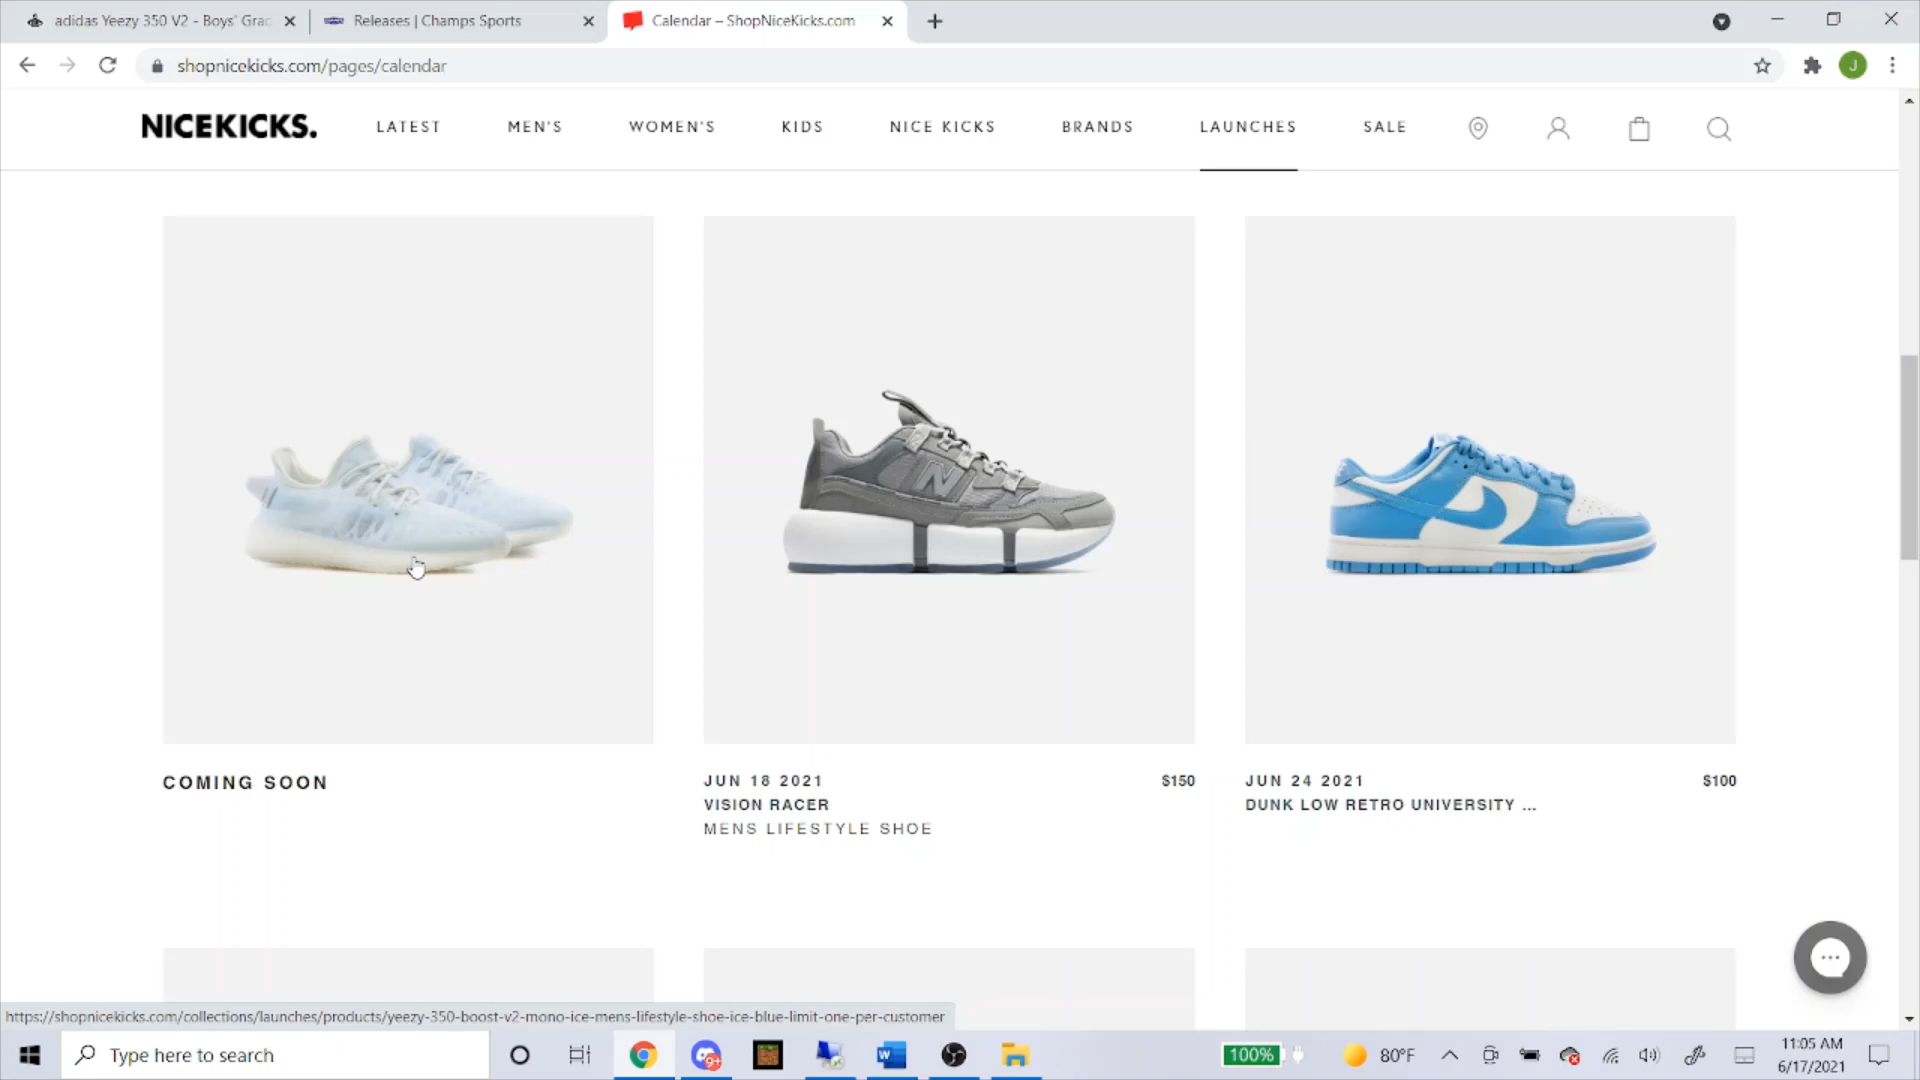 adidas Yeezy 350 V2 - Boys' Grad
Releases | Champs Sports
Calendar – ShopNiceKicks.com
shopnicekicks.com/pages/calendar
J
NICEKICKS.
LATEST
MEN'S
WOMEN'S
KIDS
NICE KICKS
BRANDS
LAUNCHES
SALE
N
COMING SOON
JUN 18 2021 $150
VISION RACER
MENS LIFESTYLE SHOE
JUN 24 2021 $100
DUNK LOW RETRO UNIVERSITY ...
https://shopnicekicks.com/collections/launches/products/yeezy-350-boost-v2-mono-ice-mens-lifestyle-shoe-ice-blue-limit-one-per-customer
Type here to search
9+
W
100%
80°F
11:05 AM
6/17/2021